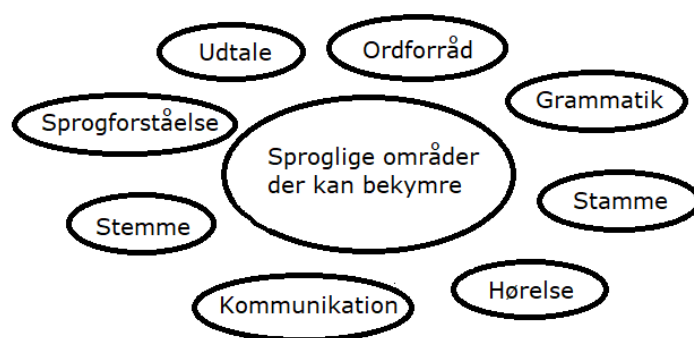 Udtale
Ordforråd
Grammatik
Sprogforståelse
Sproglige områder
der kan bekymre
Stamme
Stemme
Hørelse
Kommunikation